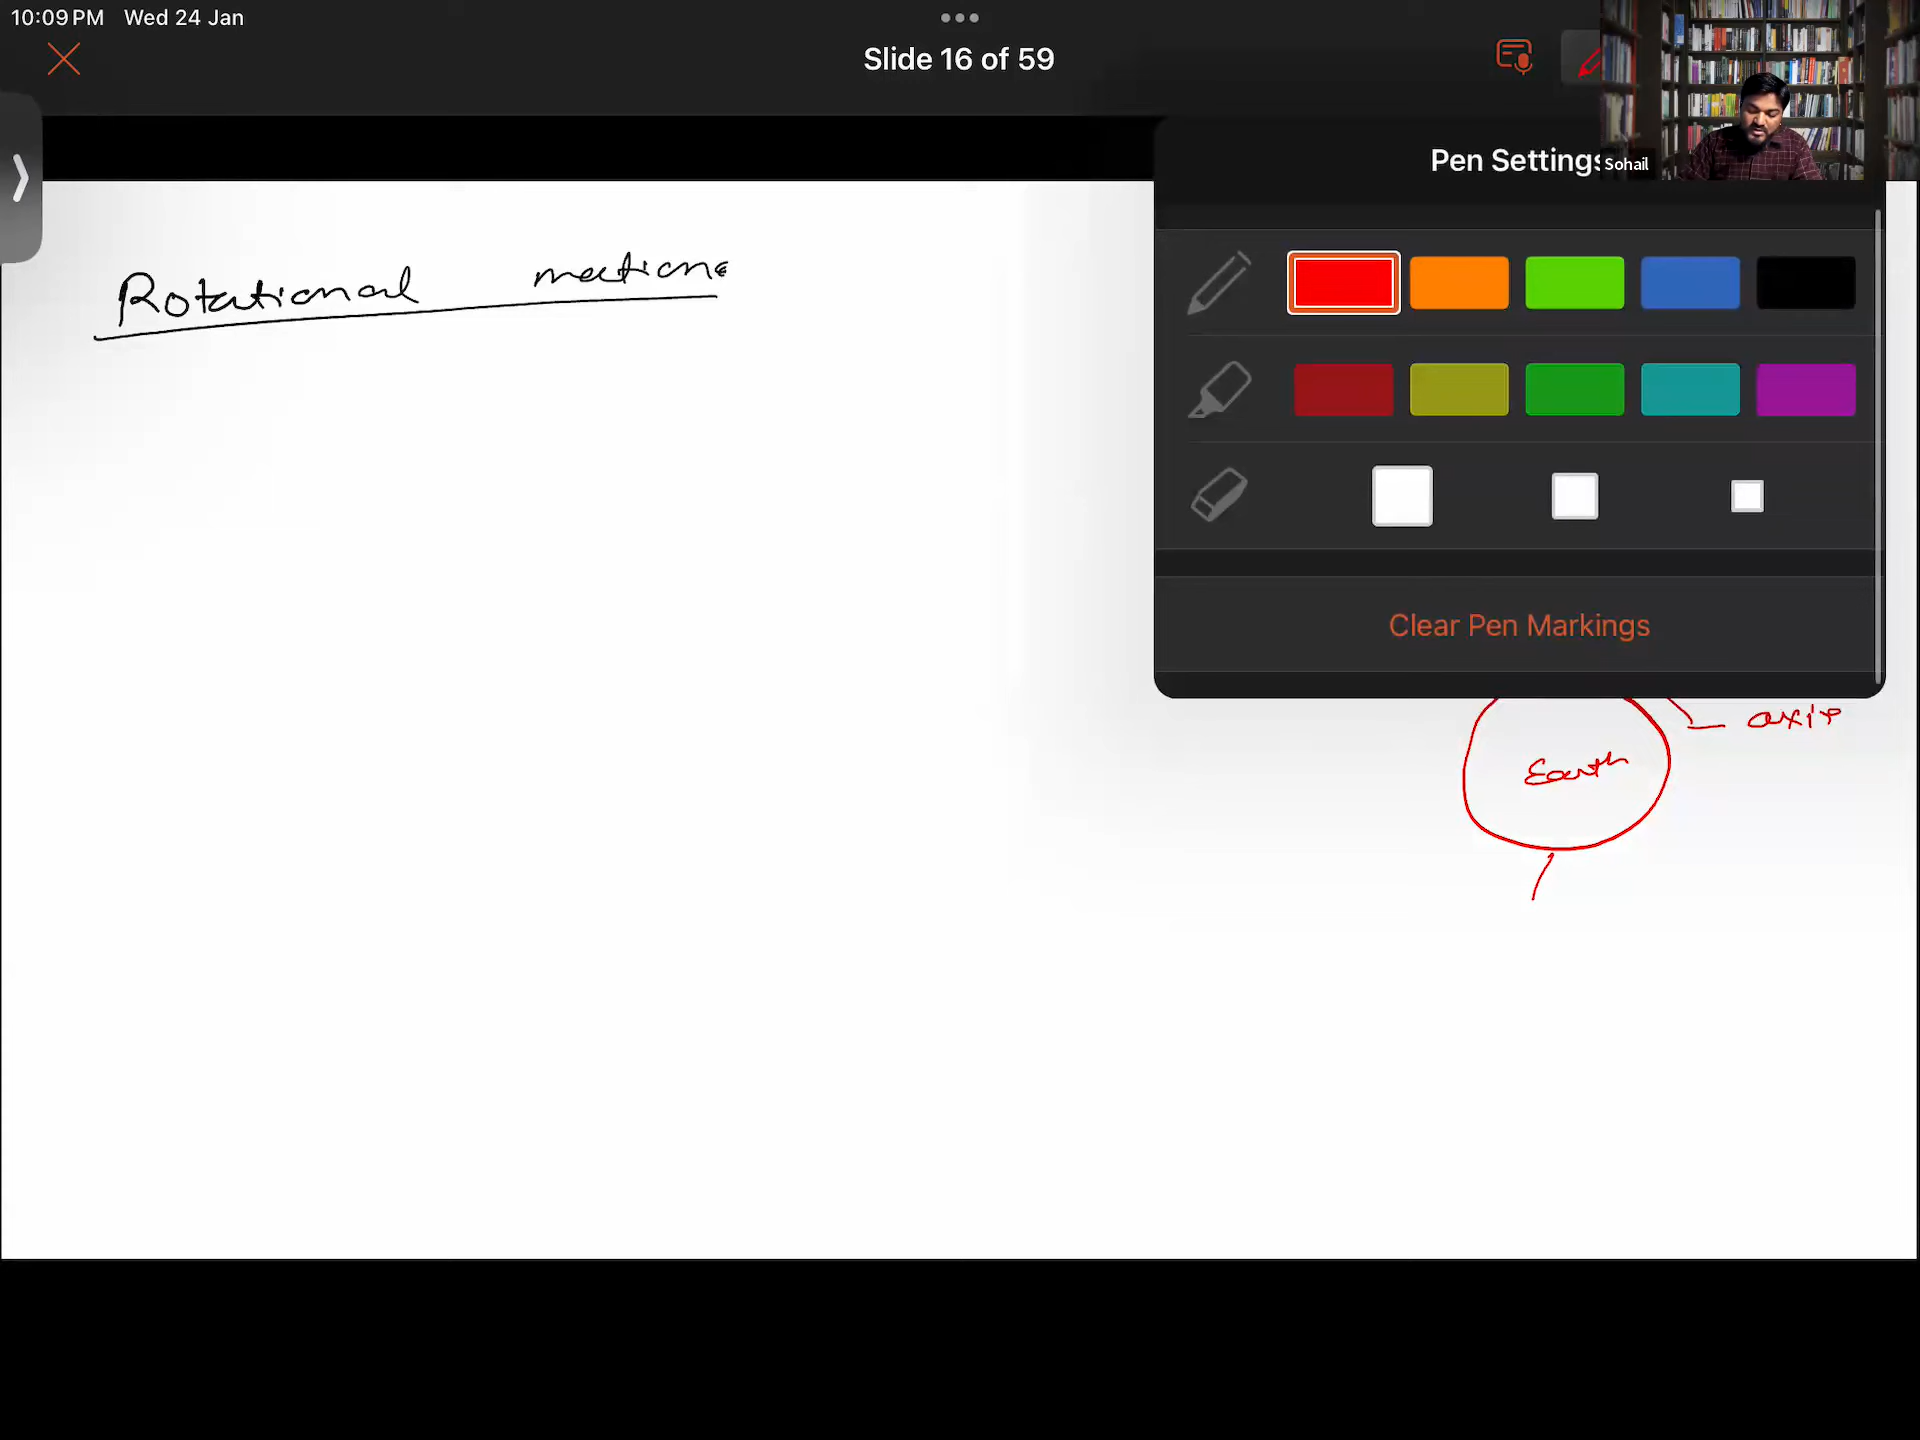 10:09 PM Wed 24 Jan
Slide 16 of 59
Pen Settings
Sohail
Rotational motion
Clear Pen Markings
axis
Earth